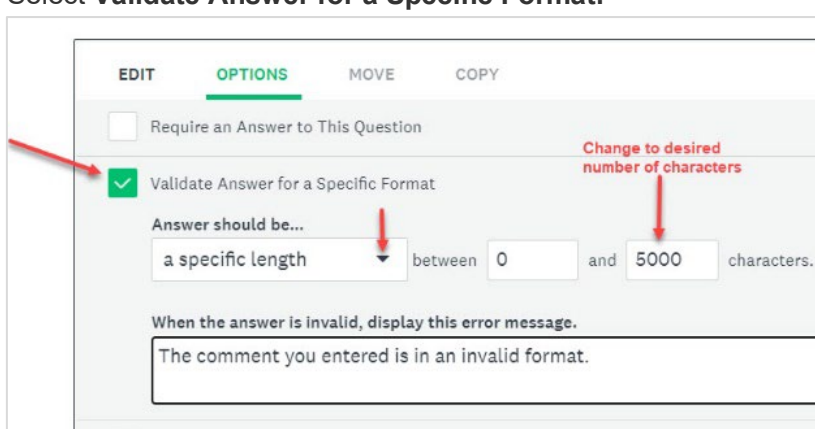 Select Validate Answer for a Specific Format.
EDIT OPTIONS MOVE COPY
Require an Answer to This Question
Change to desired
number of characters
Validate Answer for a Specific Format
Answer should be...
a specific length between 0 and 5000 characters.
When the answer is invalid, display this error message.
The comment you entered is in an invalid format.